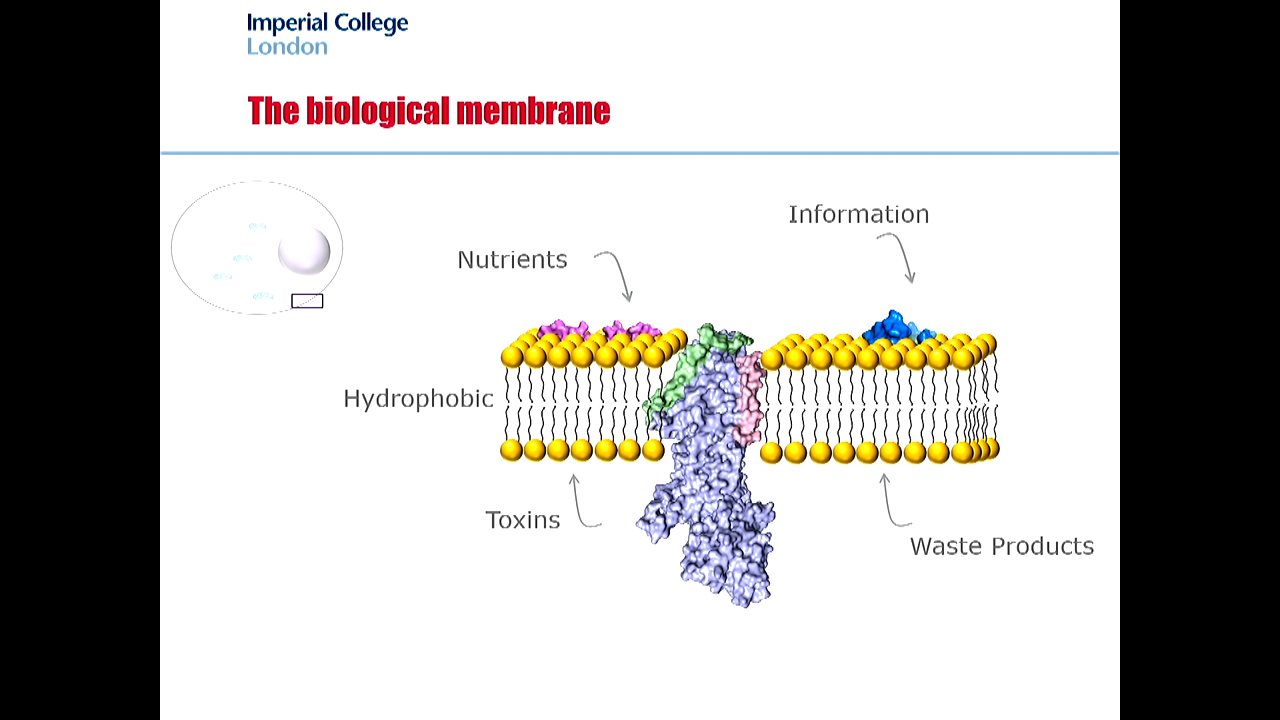 Imperial College
London
The biological membrane
Information
Nutrients
Hydrophobic
Toxins
Waste Products